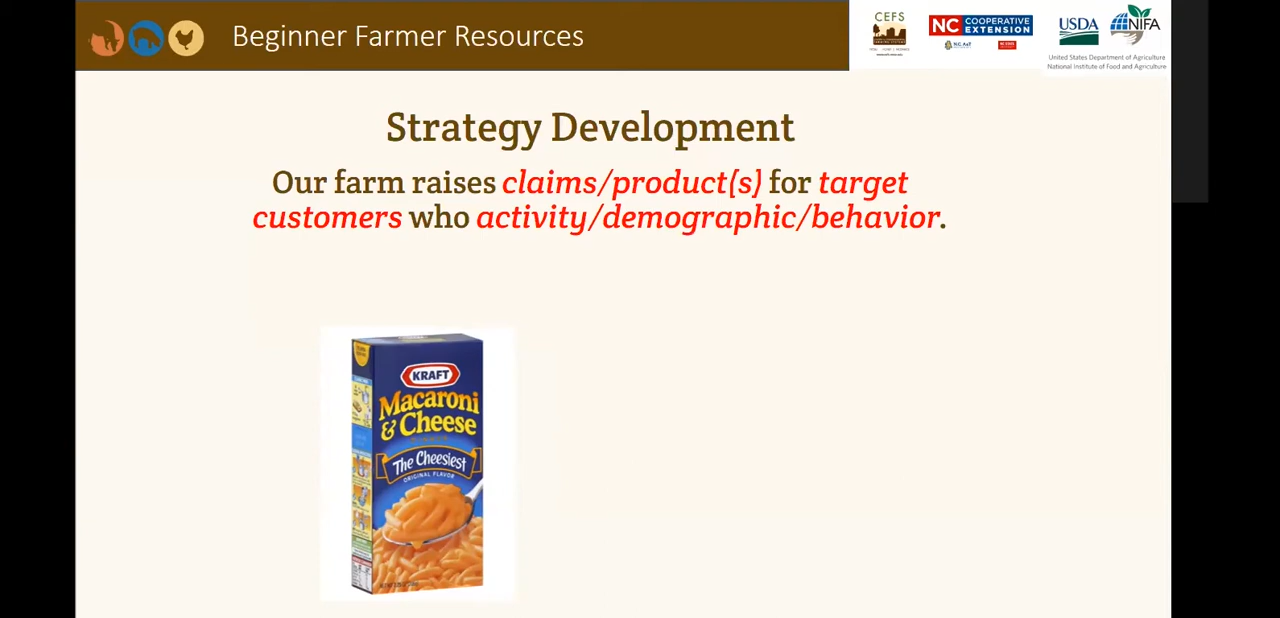 Beginner Farmer Resources
CEFS
NC COOPERATIVE
EXTENSION
USDA
NIFA
United States Department of Agriculture
National Institute of Food and Agriculture
Strategy Development
Our farm raises claims/product(s) for target
customers who activity/demographic/behavior.
KRAFT
Macaroni
& Cheese
The Cheesiest
ORIGINAL FLAVOR